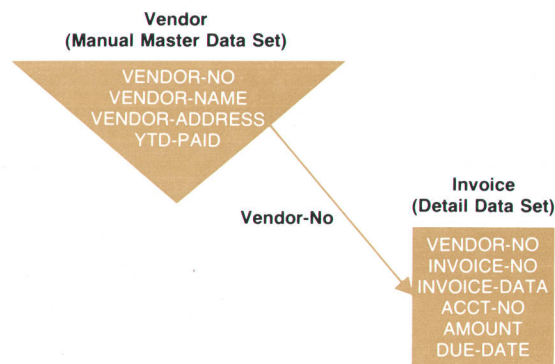 Vendor
(Manual Master Data Set)
VENDOR-NO
VENDOR-NAME
VENDOR-ADDRESS
YTD-PAID
Vendor-No
Invoice
(Detail Data Set)
VENDOR-NO
INVOICE-NO
INVOICE-DATA
ACCT-NO
AMOUNT
DUE-DATE